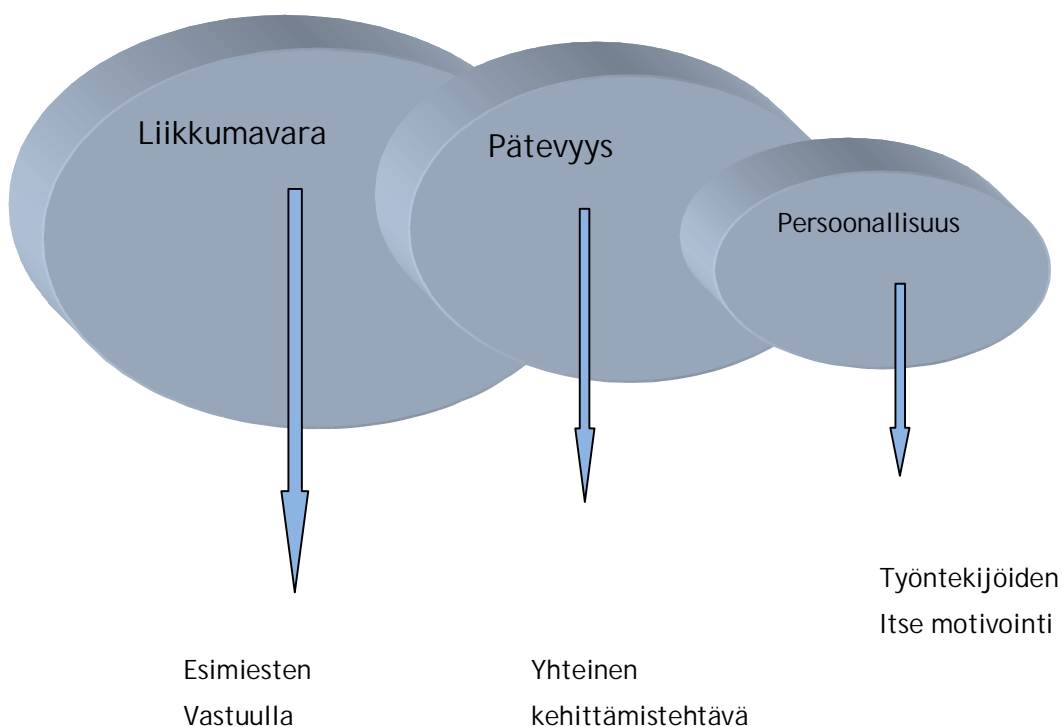 Liikkumavara
Pätevyys
Persoonallisuus
Työntekijöiden
Itse motivointi
Esimiesten
Vastuulla
Yhteinen
kehittämistehtävä